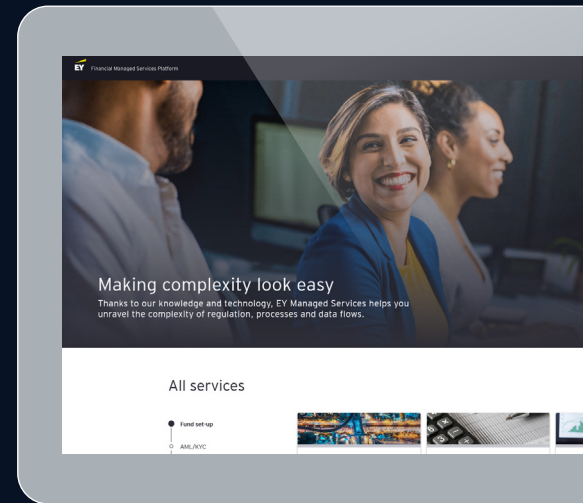 EY Financial Managed Services Platform
Making complexity look easy
Thanks to our knowledge and technology, EY Managed Services helps you
unravel the complexity of regulation, processes and data flows.
All services
Fund set-up
AML/KYC